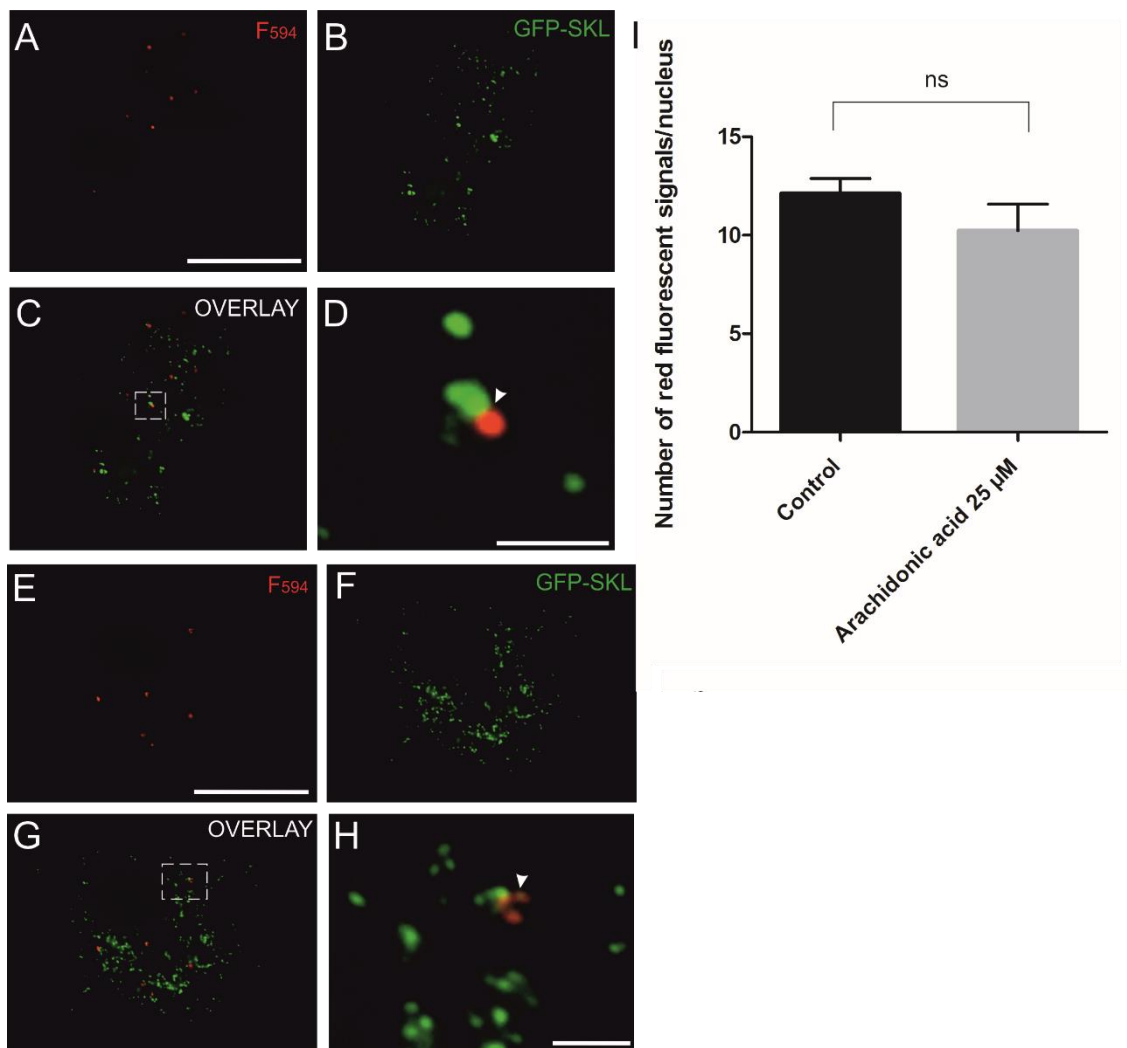 A
F594
B
GFP-SKL
C
OVERLAY
D
E
F594
F
GFP-SKL
G
OVERLAY
H
I
ns
Number of red fluorescent signals/nucleus
15
10
5
0
Control
Arachidonic acid 25 µM